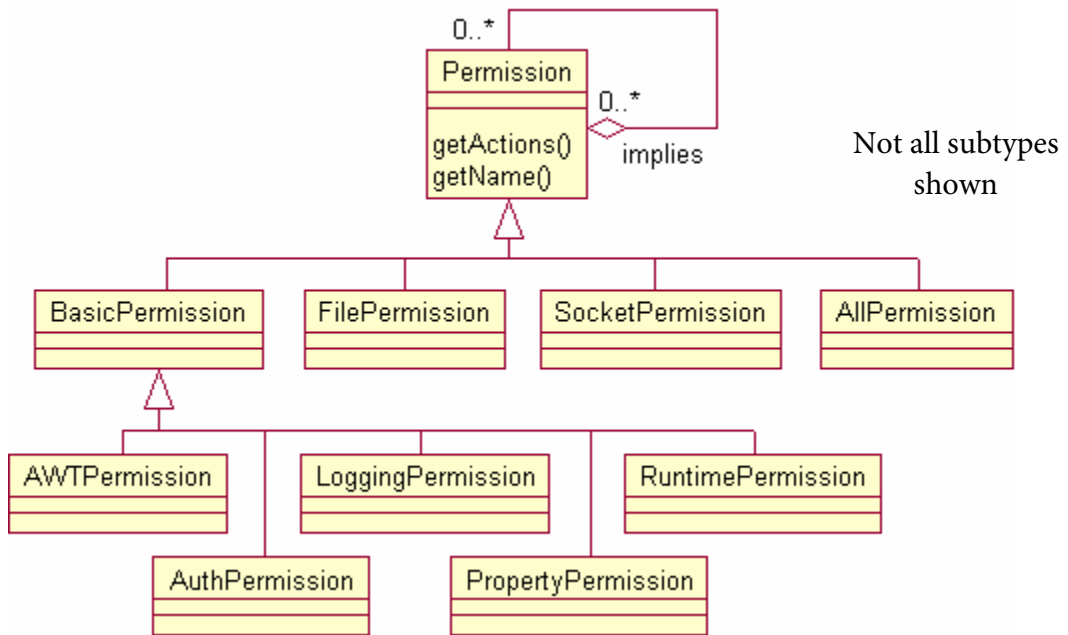 0..*
Permission
0..*
getActions()
getName()
implies
Not all subtypes
shown
BasicPermission
FilePermission
SocketPermission
AllPermission
AWTPermission
LoggingPermission
RuntimePermission
AuthPermission
PropertyPermission